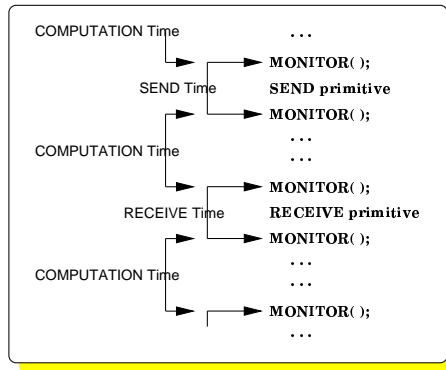 COMPUTATION Time ...
MONITOR( );
SEND Time SEND primitive
MONITOR( );
...
COMPUTATION Time ...
MONITOR( );
RECEIVE Time RECEIVE primitive
MONITOR( );
...
COMPUTATION Time
...
MONITOR( );
...